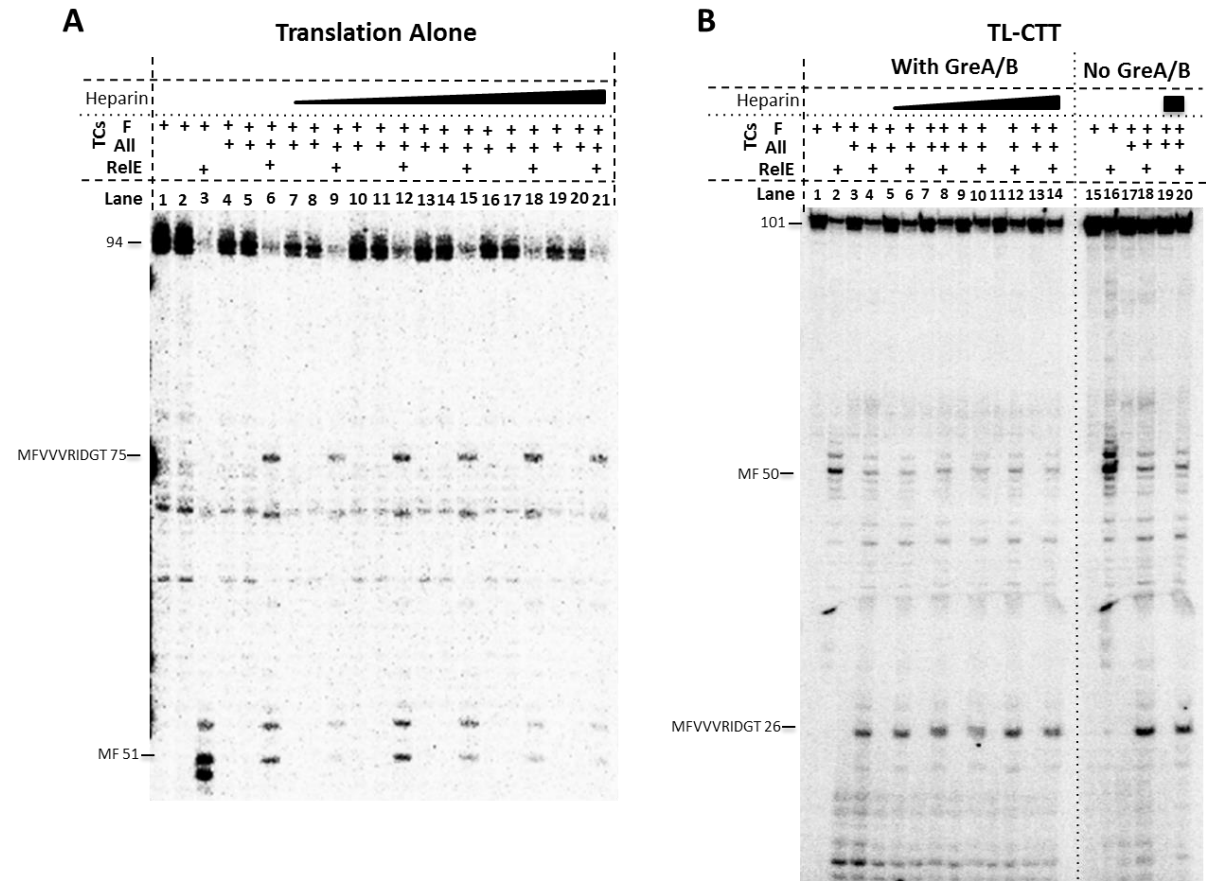 A
Translation Alone
Heparin
TCs
F + + + + + + + + + + + + + + + + + + + + +
All + + + + + + + + + + + + + + + + + +
RelE + + + + + + +
Lane 1 2 3 4 5 6 7 8 9 10 11 12 13 14 15 16 17 18 19 20 21
94
MFVVVRIDGT 75
MF 51
B
TL-CTT
With GreA/B
No GreA/B
Heparin
TCs
F + + + + + + ++ + + + + + + + + + + +
All + + + + + + + + + + + + + + +
RelE + + + + + + + + + +
Lane 1 2 3 4 5 6 7 8 9 10 11 12 13 14 15 16 17 18 19 20
101
MF 50
MFVVVRIDGT 26